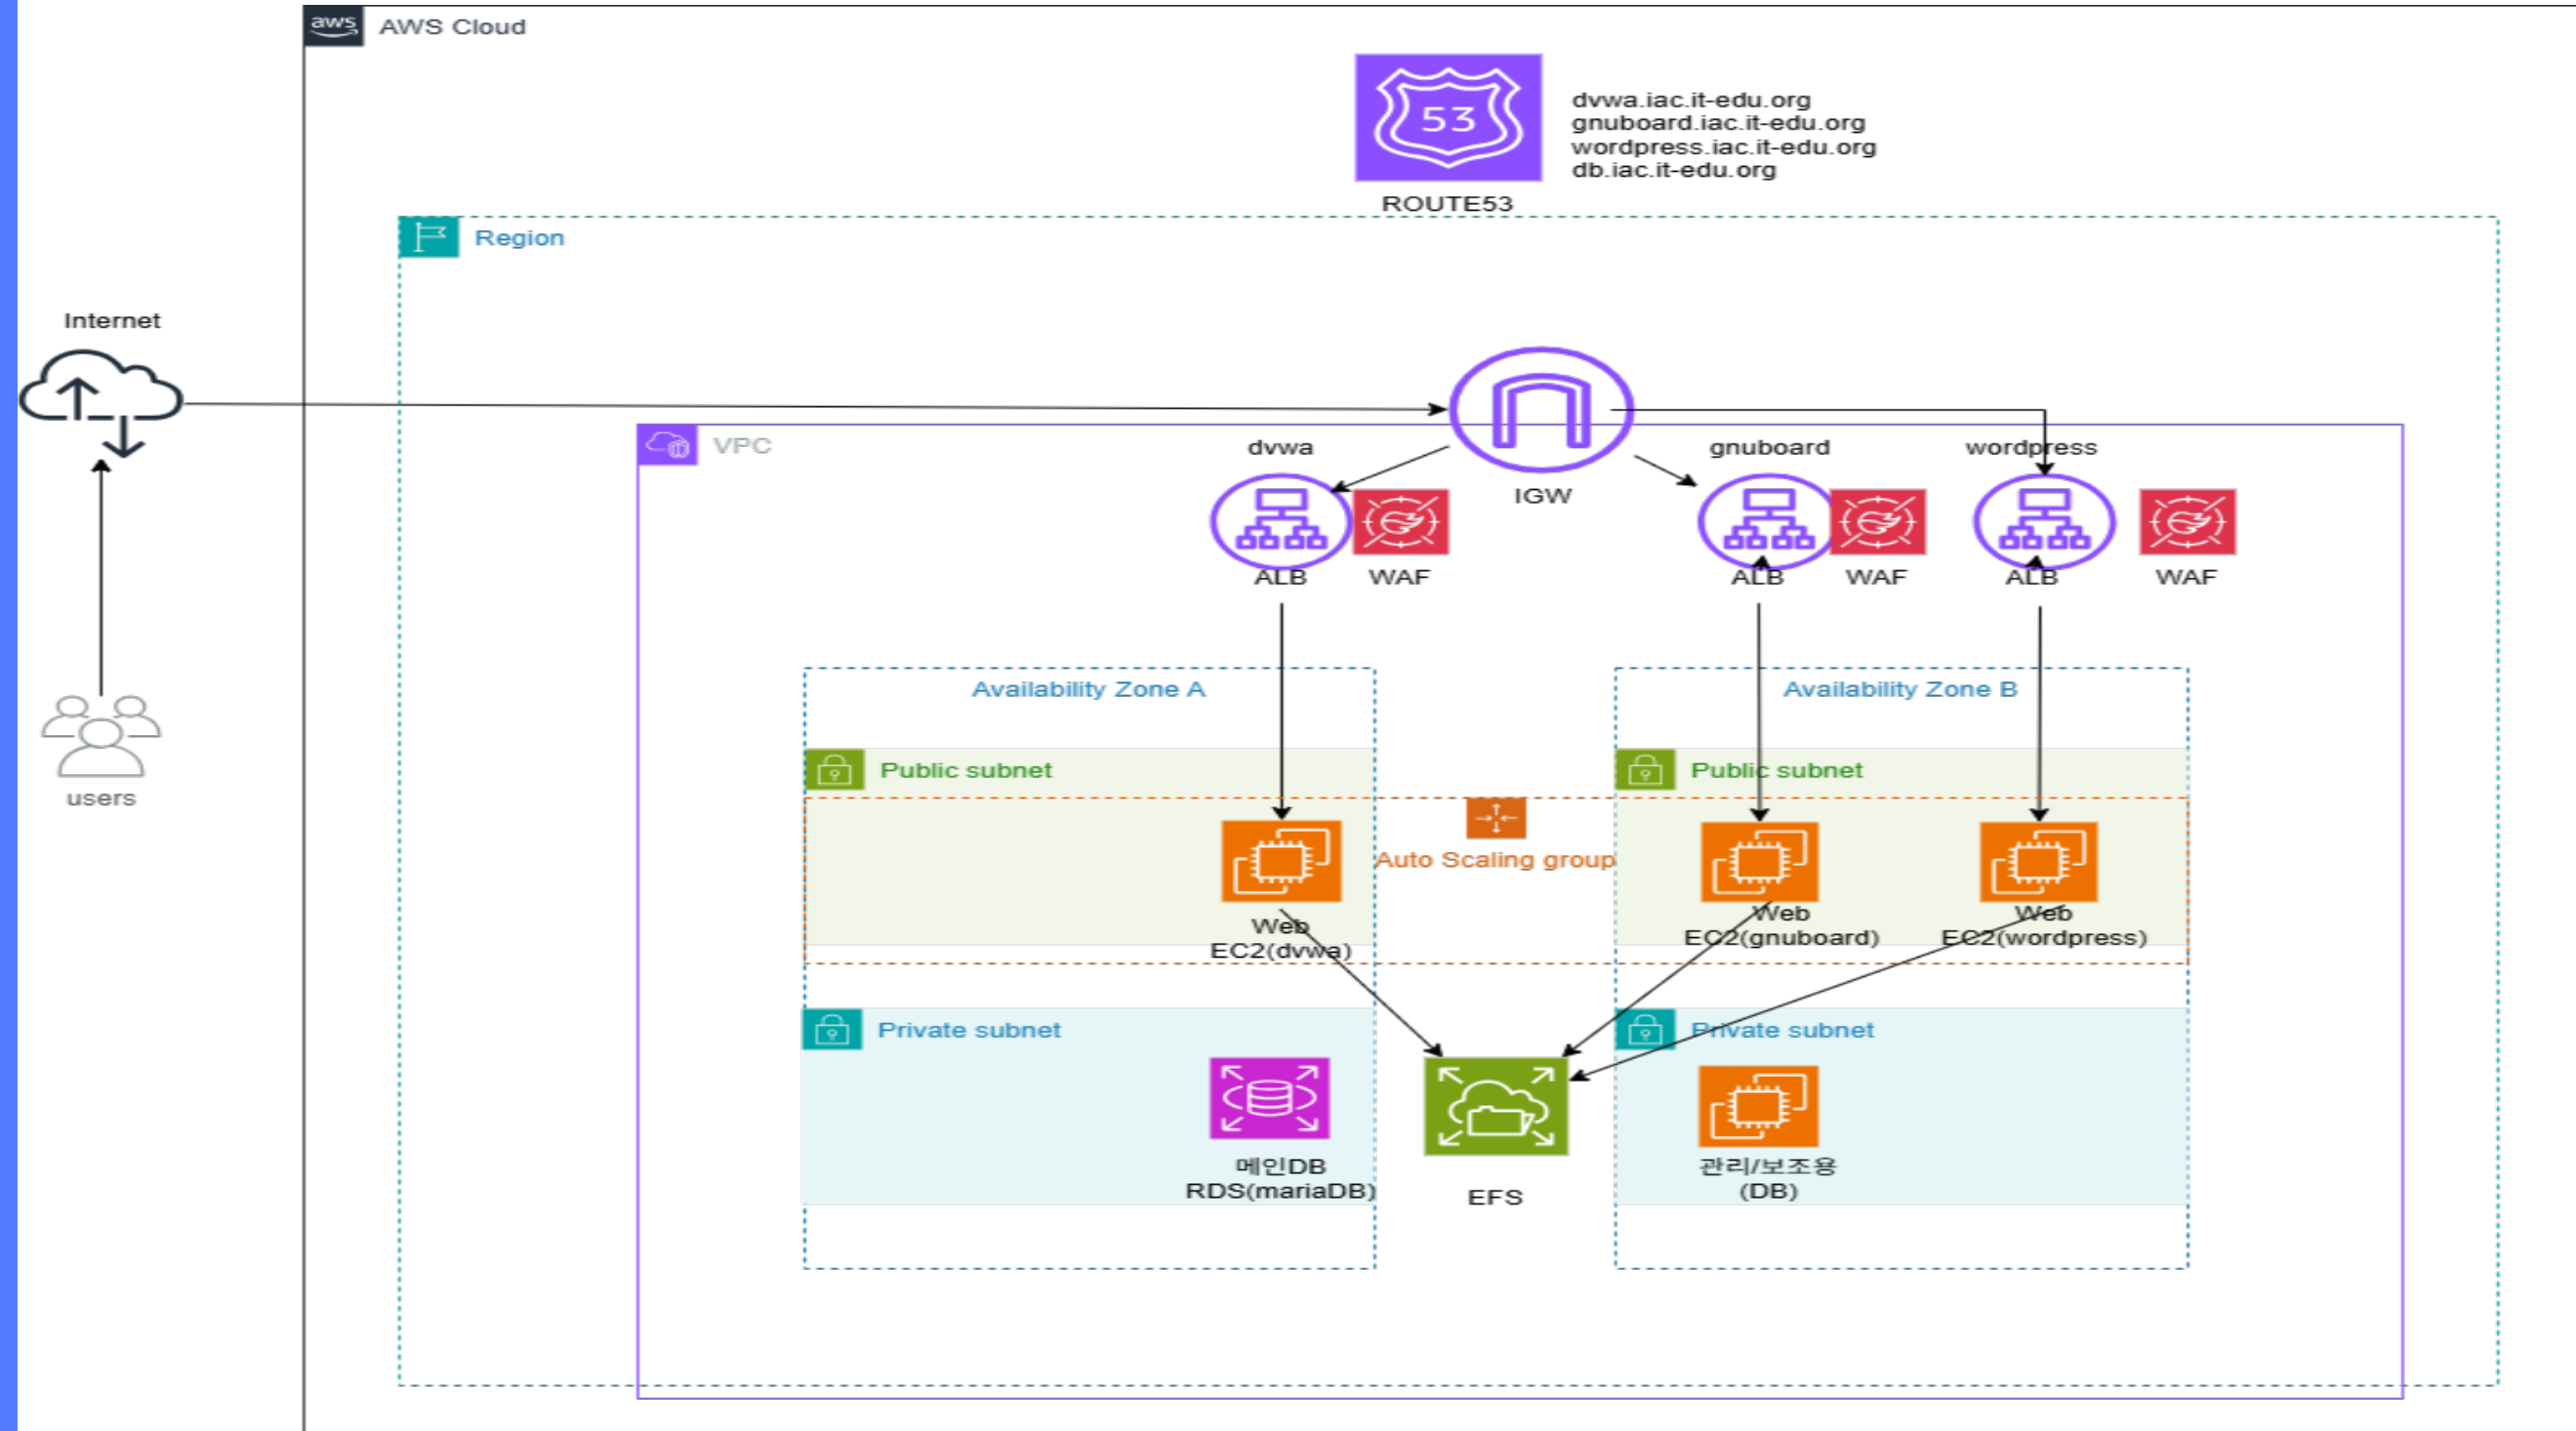 aws
AWS Cloud
53
dvwa.iac.it-edu.org
gnuboard.iac.it-edu.org
wordpress.iac.it-edu.org
db.iac.it-edu.org
ROUTE53
Region
Internet
VPC
dvwa
gnuboard
wordpress
IGW
ALB
WAF
ALB
WAF
ALB
WAF
Availability Zone A
Availability Zone B
Public subnet
Public subnet
users
Auto Scaling group
Web
EC2(dvwa)
Web
EC2(gnuboard)
Web
EC2(wordpress)
Private subnet
Private subnet
메인DB
RDS(mariaDB)
EFS
관리/보조용
(DB)